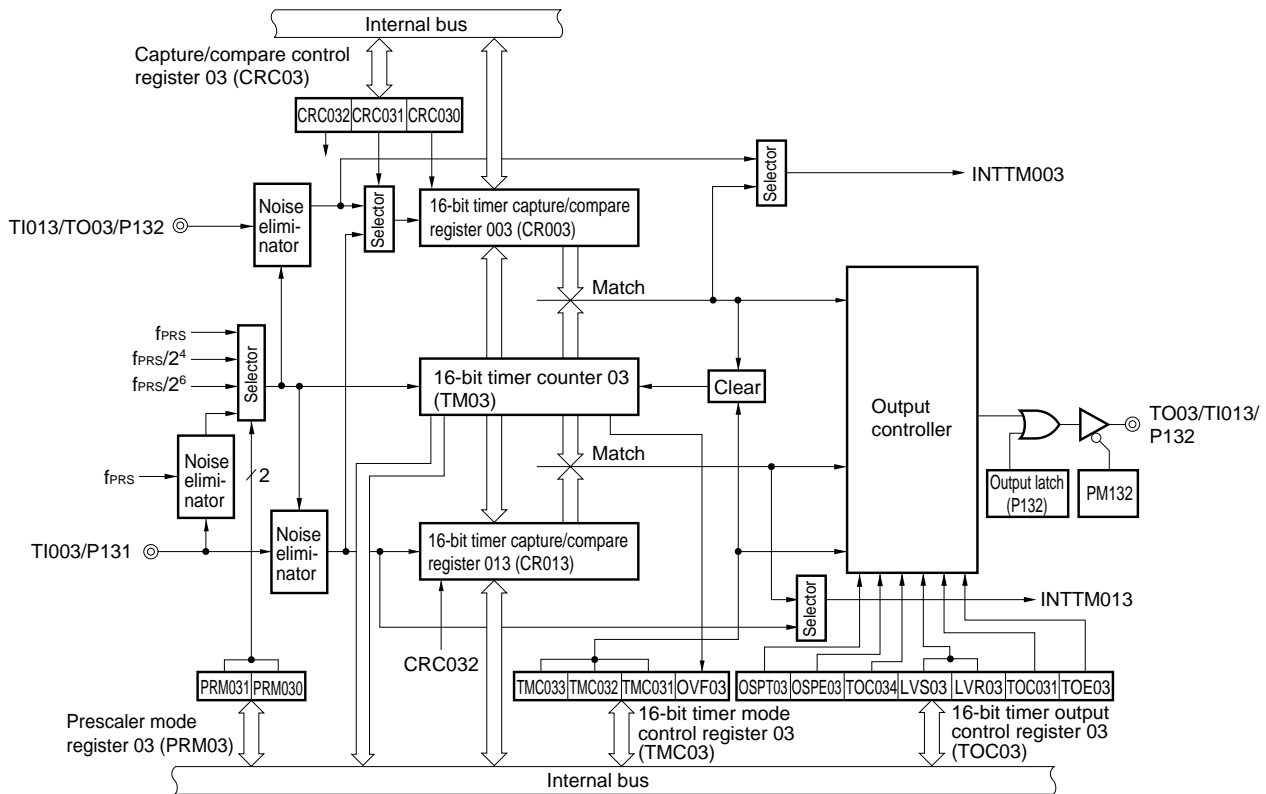 Internal bus
Capture/compare control
register 03 (CRC03)
CRC032 CRC031 CRC030
TI013/TO03/P132
Noise
elimi-
nator
Selector
16-bit timer capture/compare
register 003 (CR003)
Selector
INTTM003
Match
fPRS
fPRS/2⁴
fPRS/2⁶
Selector
16-bit timer counter 03
(TM03)
Clear
Output
controller
TO03/TI013/
P132
Output latch
(P132)
PM132
fPRS
Noise
elimi-
nator
2
Match
TI003/P131
Noise
elimi-
nator
16-bit timer capture/compare
register 013 (CR013)
Selector
INTTM013
CRC032
PRM031 PRM030
TMC033 TMC032 TMC031 OVF03
OSPT03 OSPE03 TOC034 LVS03 LVR03 TOC031 TOE03
Prescaler mode
register 03 (PRM03)
16-bit timer mode
control register 03
(TMC03)
16-bit timer output
control register 03
(TOC03)
Internal bus